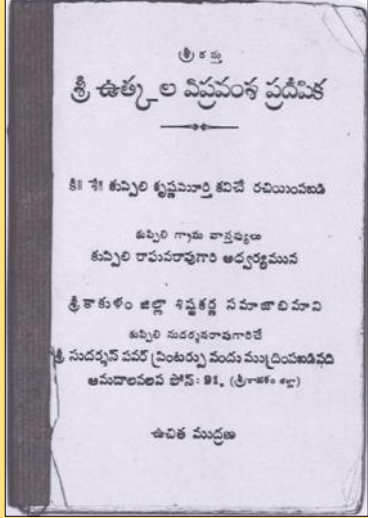 శ్రీ రస్తు
శ్రీ ఉత్కల విప్రవంశ ప్రదీపిక
కీ॥ శే॥ కుప్పిలి కృష్ణమూర్తి కవిచే రచియింపబడి
కుప్పిలి గ్రామ వాస్తవ్యులు
కుప్పిలి రాఘవరావుగారి ఆధ్వర్యమున
శ్రీకాకుళం జిల్లా శిష్టకర్ణ సమాజాభిమాని
కుప్పిలి సుదర్శనరావుగారిచే
శ్రీ సుదర్శన్ పవర్ ప్రింటర్స్ నందు ముద్రింపబడినది
ఆమదాలవలస ఫోన్: 91. (శ్రీకాకుళం జిల్లా)
ఉచిత ముద్రణ